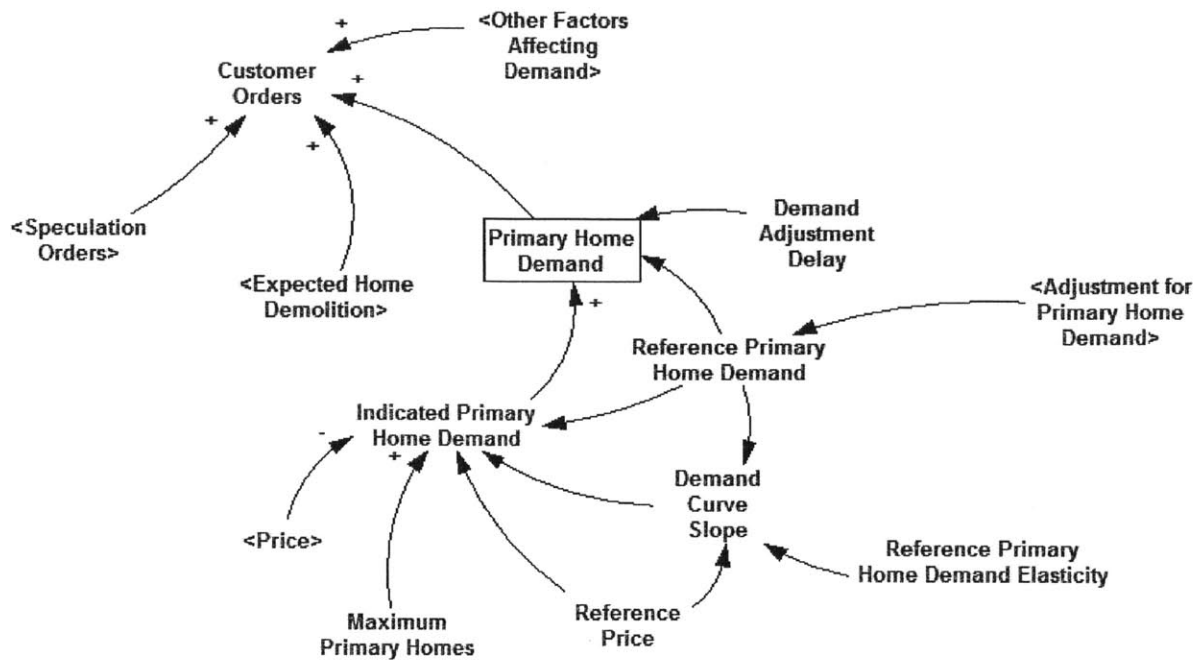 +
<Other Factors
Affecting
Demand>
Customer
Orders
+
+
+
<Speculation
Orders>
<Expected Home
Demolition>
Primary Home
Demand
Demand
Adjustment
Delay
<Adjustment for
Primary Home
Demand>
+
Reference Primary
Home Demand
Indicated Primary
Home Demand
-
+
<Price>
Demand
Curve
Slope
Reference Primary
Home Demand Elasticity
Maximum
Primary Homes
Reference
Price